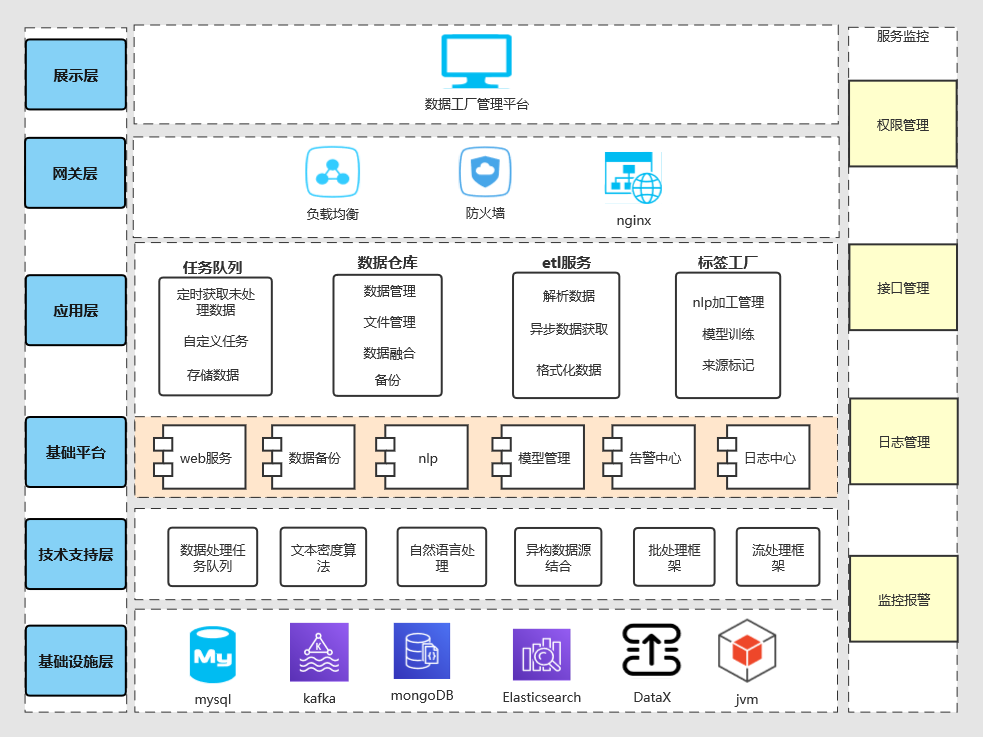 服务监控
展示层
数据工厂管理平台
权限管理
网关层
负载均衡
防火墙
nginx
应用层
任务队列
定时获取未处
理数据
自定义任务
存储数据
数据仓库
数据管理
文件管理
数据融合
备份
etl服务
解析数据
异步数据获取
格式化数据
标签工厂
nlp加工管理
模型训练
来源标记
接口管理
基础平台
web服务
数据备份
nlp
模型管理
告警中心
日志中心
日志管理
技术支持层
数据处理任
务队列
文本密度算
法
自然语言处
理
异构数据源
结合
批处理框
架
流处理框
架
监控报警
基础设施层
My
mysql
K
kafka
mongoDB
Elasticsearch
DataX
jvm